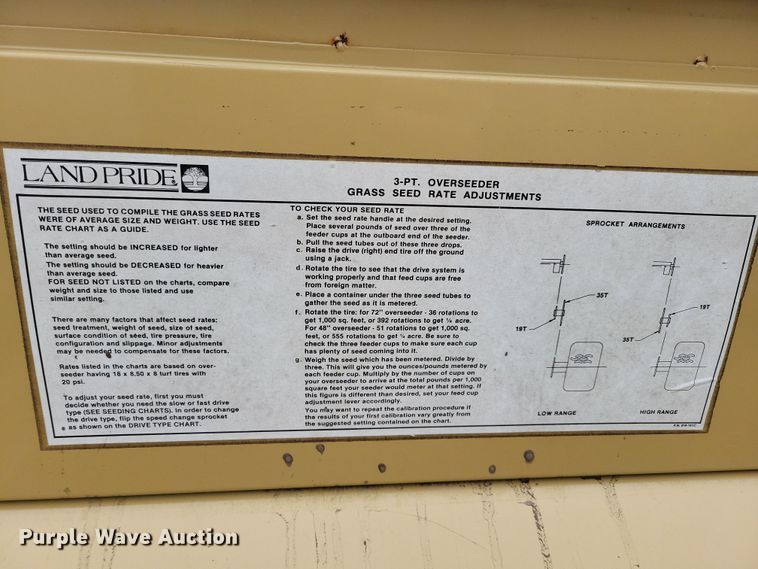 LAND PRIDE
3-PT. OVERSEEDER
GRASS SEED RATE ADJUSTMENTS
THE SEED USED TO COMPILE THE GRASS SEED RATES
WERE OF AVERAGE SIZE AND WEIGHT. USE THE SEED
RATE CHART AS A GUIDE.
The setting should be INCREASED for lighter
than average seed.
The setting should be DECREASED for heavier
than average seed.
FOR SEED NOT LISTED on the charts, compare
weight and size to those listed and use
similar setting.
There are many factors that affect seed rates:
seed treatment, weight of seed, size of seed,
surface condition of seed, tire pressure, tire
configuration and slippage. Minor adjustments
may be needed to compensate for these factors.
Rates listed in the charts are based on over-
seeder having 18 x 8.50 x 8 turf tires with
20 psi.
To adjust your seed rate, first you must
decide whether you need the slow or fast drive
type (SEE SEEDING CHARTS). In order to change
the drive type, flip the speed change sprocket
as shown on the DRIVE TYPE CHART.
TO CHECK YOUR SEED RATE
a. Set the seed rate handle at the desired setting.
Place several pounds of seed over three of the
feeder cups at the outboard end of the seeder.
b. Pull the seed tubes out of these three drops.
c. Raise the drive (right) end tire off the ground
using a jack.
d. Rotate the tire to see that the drive system is
working properly and that feed cups are free
from foreign matter.
e. Place a container under the three seed tubes to
gather the seed as it is metered.
f. Rotate the tire: for 72" overseeder - 36 rotations to
get 1,000 sq. feet, or 392 rotations to get ¼ acre.
For 48" overseeder - 51 rotations to get 1,000 sq.
feet, or 555 rotations to get ¼ acre. Be sure to
check the three feeder cups to make sure each cup
has plenty of seed coming into it.
g. Weigh the seed which has been metered. Divide by
three. This will give you the ounces/pounds metered by
each feed cup. Multiply by the number of cups on
your overseeder to arrive at the total pounds per 1,000
square feet your seeder would meter at that setting. If
this figure is different than desired, set your feed cup
adjustment lever accordingly.
You may want to repeat the calibration procedure if
the results of your first calibration vary greatly from
the suggested setting contained on the chart.
SPROCKET ARRANGEMENTS
35T
19T
LOW RANGE
19T
35T
HIGH RANGE
Purple Wave Auction